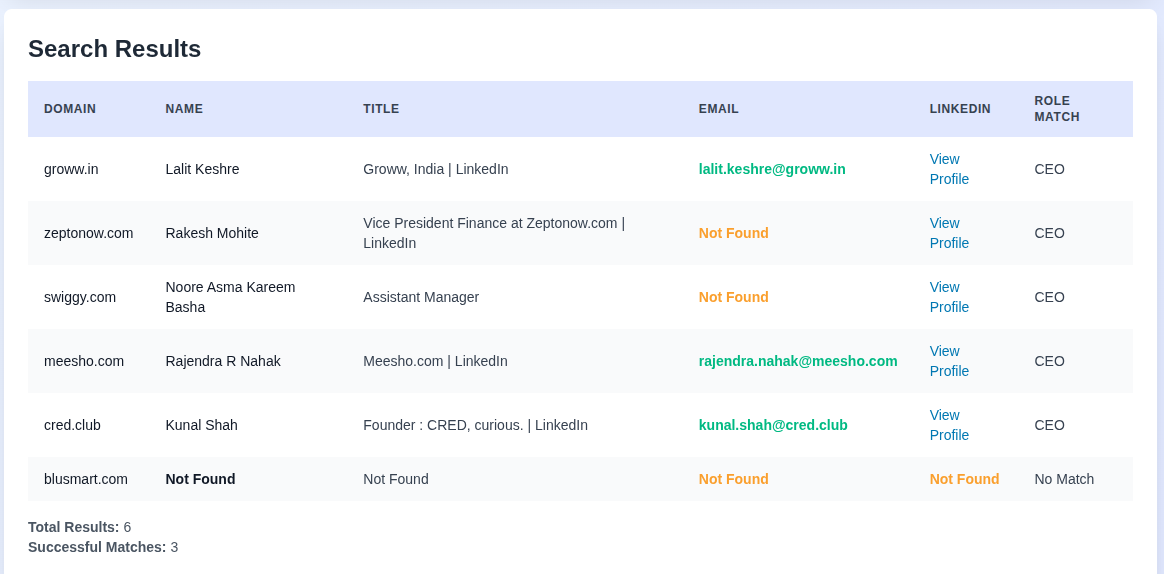 Search Results
DOMAIN NAME TITLE EMAIL LINKEDIN ROLE MATCH
groww.in Lalit Keshre Groww, India | LinkedIn lalit.keshre@groww.in View Profile CEO
zeptonow.com Rakesh Mohite Vice President Finance at Zeptonow.com | LinkedIn Not Found View Profile CEO
swiggy.com Noore Asma Kareem Basha Assistant Manager Not Found View Profile CEO
meesho.com Rajendra R Nahak Meesho.com | LinkedIn rajendra.nahak@meesho.com View Profile CEO
cred.club Kunal Shah Founder : CRED, curious. | LinkedIn kunal.shah@cred.club View Profile CEO
blusmart.com Not Found Not Found Not Found Not Found No Match
Total Results: 6
Successful Matches: 3